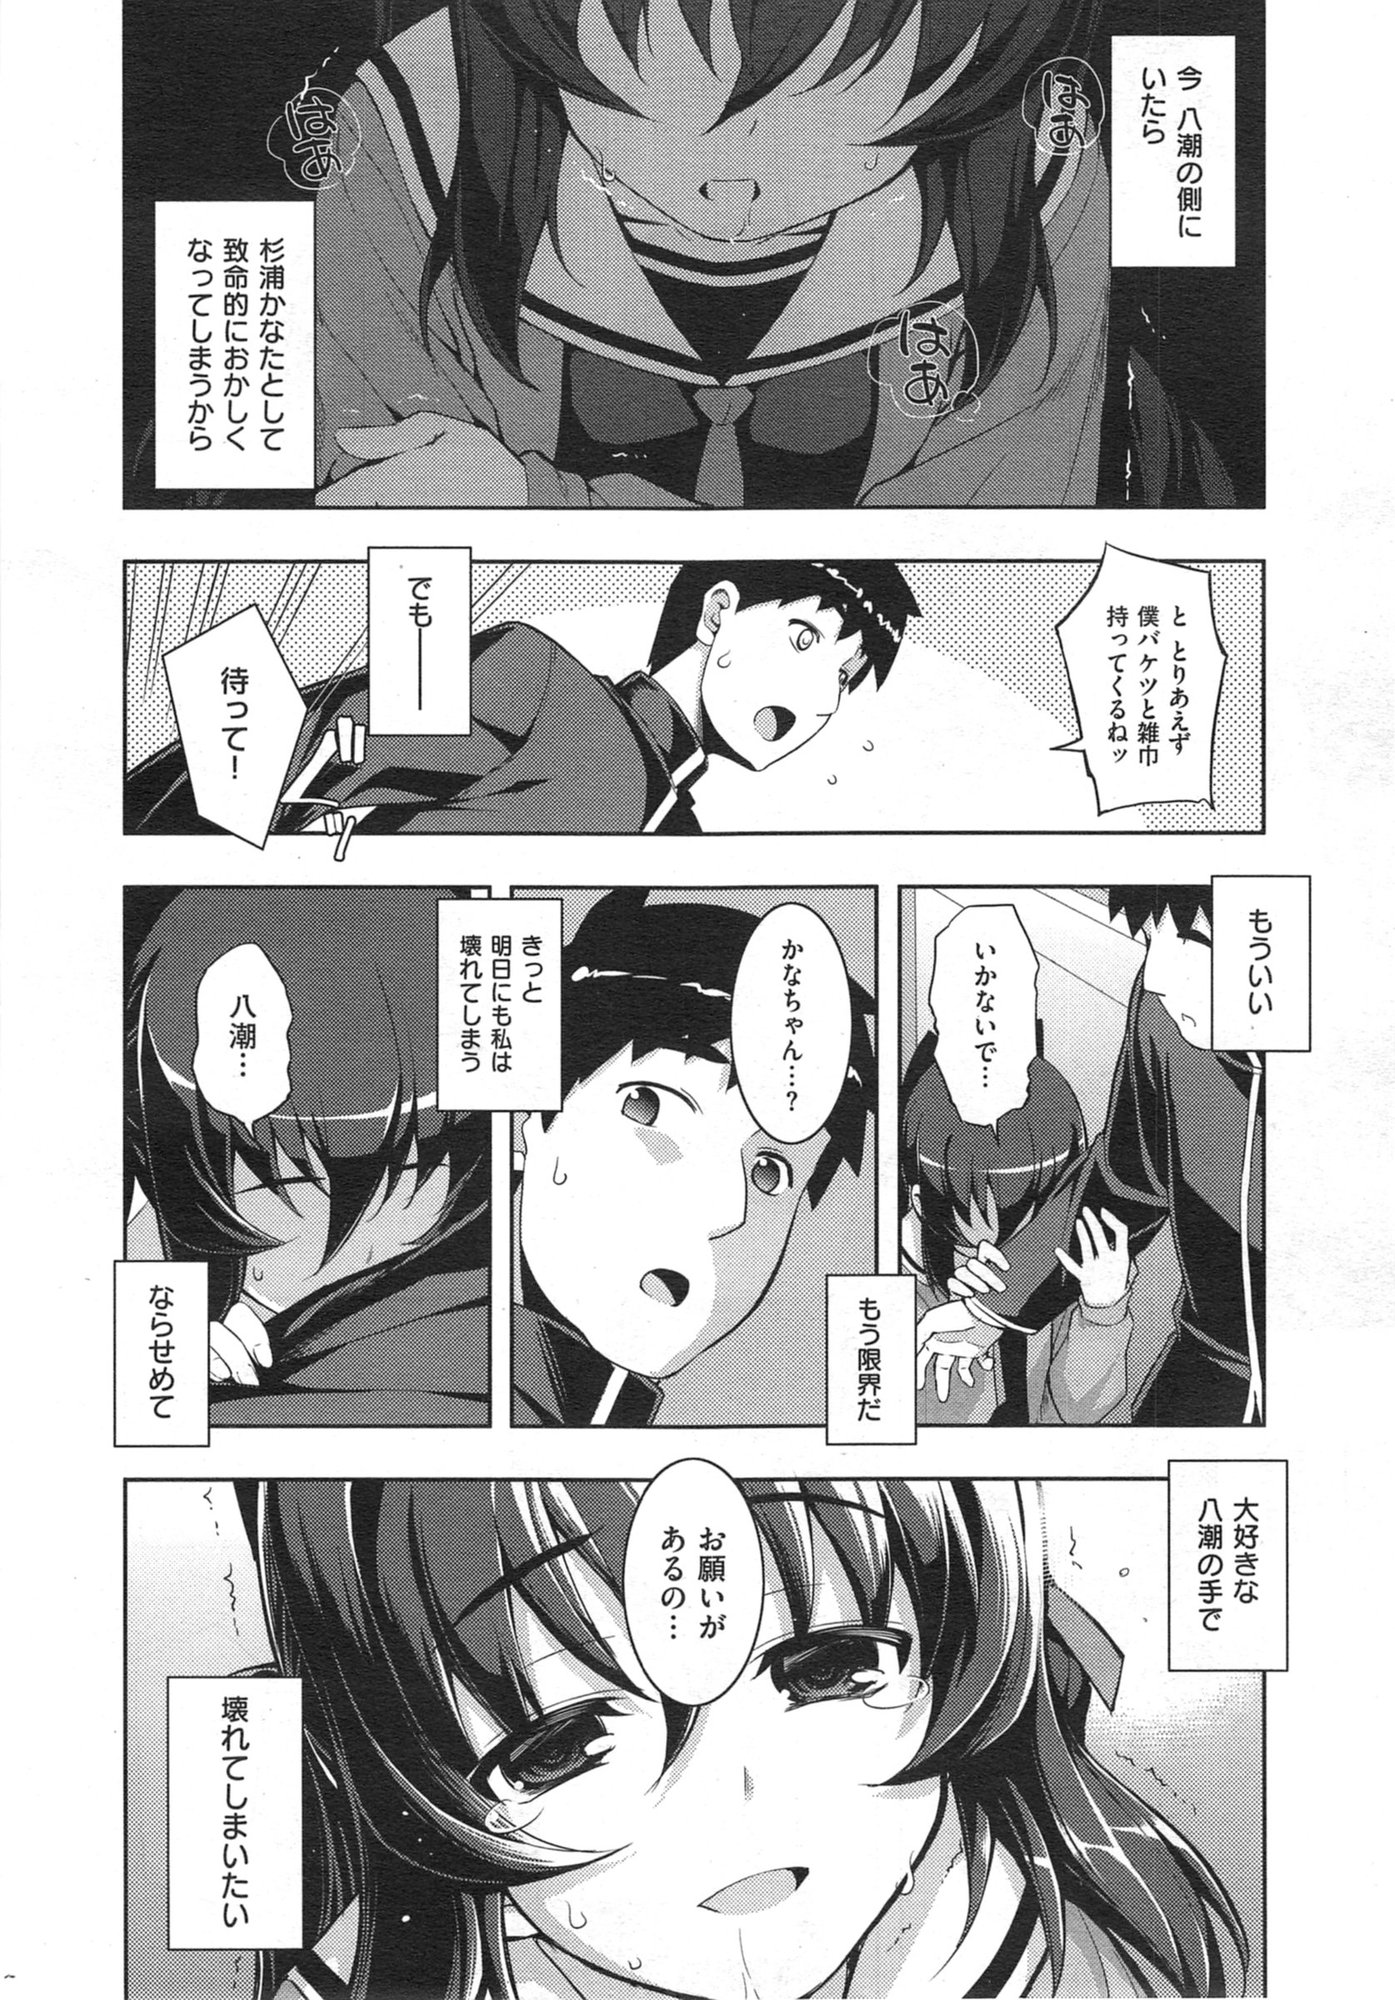 今 八潮の側に
いたら
ほぁ
はぁ
はぁ
杉浦かなたとして
致命的におかしく
なってしまうから
と とりあえず
僕バケツと雑巾
持ってくるねッ
でも――
待って！
もういい
いかないで…
もう限界だ
かなちゃん…？
きっと
明日にも私は
壊れてしまう
八潮…
ならせめて
大好きな
八潮の手で
お願いが
あるの…
壊れてしまいたい